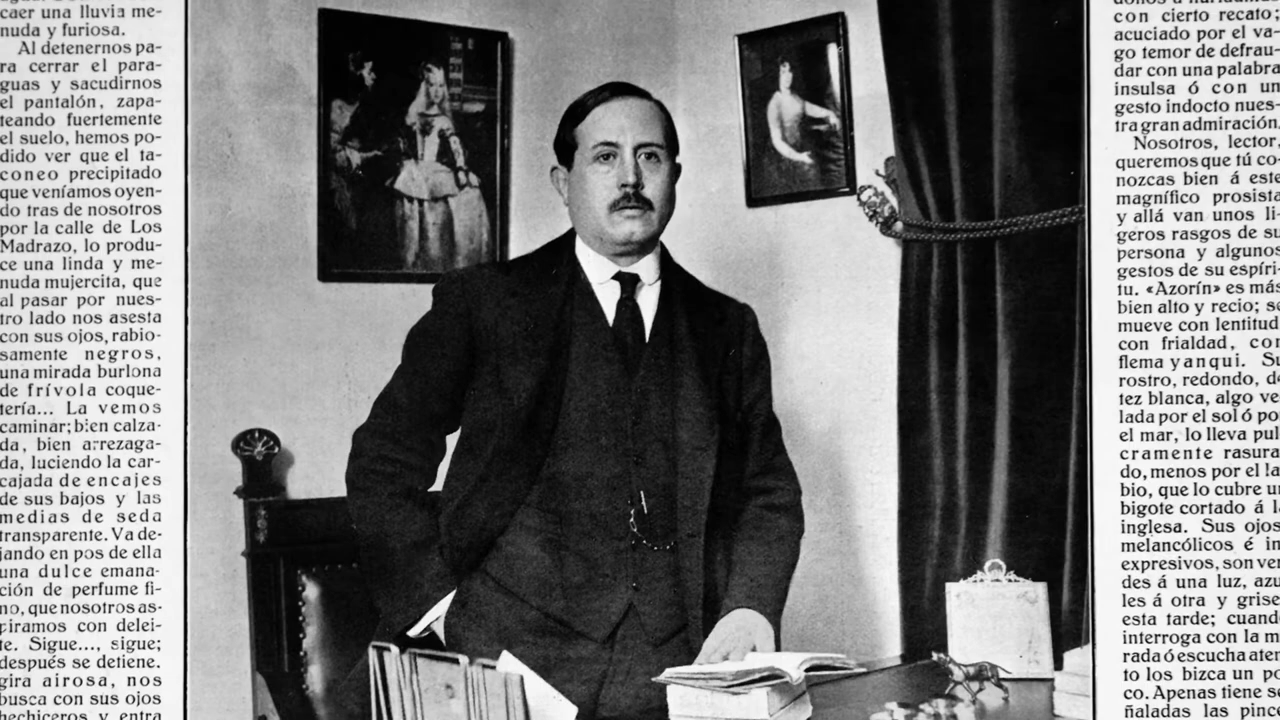 caer una lluvia me-
nuda y furiosa.
Al detenernos pa-
ra cerrar el para-
guas y sacudirnos
el pantalón, zapa-
teando fuertemente
el suelo, hemos po-
dido ver que el ta-
coneo precipitado
que veníamos oyen-
do tras de nosotros
por la calle de Los
Madrazo, lo produ-
ce una linda y me-
nuda mujercita, que
al pasar por nues-
tro lado nos asesta
con sus ojos, rabio-
samente negros,
una mirada burlona
de frívola coque-
tería... La vemos
caminar; bien calza-
da, bien arrezaga-
da, luciendo la car-
cajada de encajes
de sus bajos y las
medias de seda
transparente. Va de-
jando en pos de ella
una dulce emana-
ción de perfume fi-
no, que nosotros as-
piramos con delei-
te. Sigue..., sigue;
después se detiene.
gira airosa, nos
busca con sus ojos
hechiceros y entra
con cierto recato;
acuciado por el va-
go temor de defrau-
dar con una palabra
insulsa ó con un
gesto indocto nues-
tra gran admiración.
Nosotros, lector,
queremos que tú co-
nozcas bien á este
magnífico prosista
y allá van unos li-
geros rasgos de su
persona y algunos
gestos de su espíri-
tu. «Azorín» es más
bien alto y recio; se
mueve con lentitud,
con frialdad, con
flema yanqui. Su
rostro, redondo, de
tez blanca, algo ve-
lada por el sol ó por
el mar, lo lleva pul-
cramente rasura-
do, menos por el la-
bio, que lo cubre un
bigote cortado á la
inglesa. Sus ojos
melancólicos é in-
expresivos, son ver-
des á una luz, azu-
les á otra y grises
esta tarde; cuando
interroga con la mi-
rada ó escucha aten-
to los bizca un po-
co. Apenas tiene se-
ñaladas las pince-